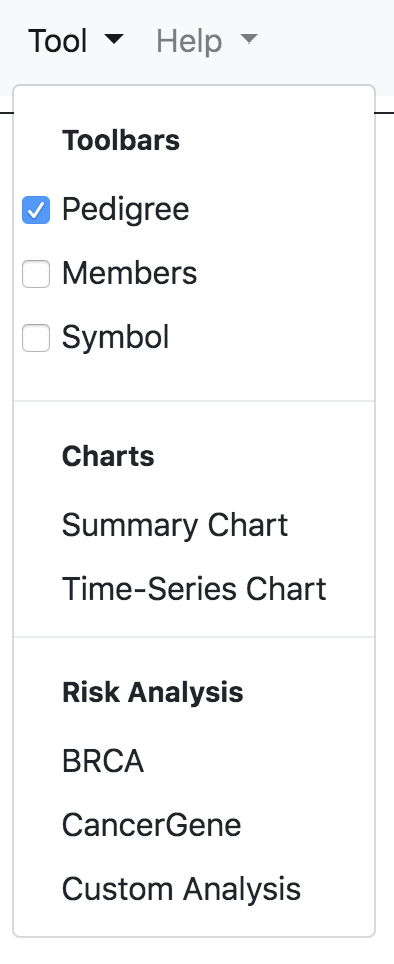 Tool Help
Toolbars
Pedigree
Members
Symbol
Charts
Summary Chart
Time-Series Chart
Risk Analysis
BRCA
CancerGene
Custom Analysis